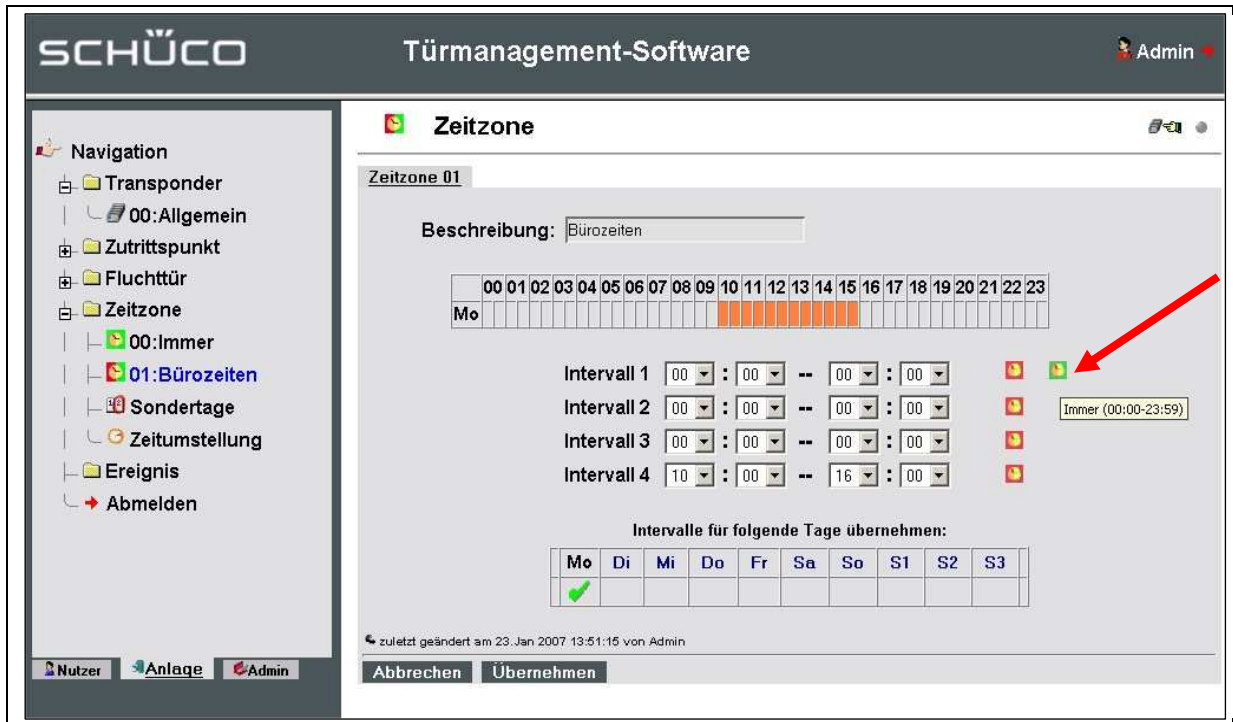 SCHÜCO
Türmanagement-Software
Admin
Navigation
Transponder
00:Allgemein
Zutrittspunkt
Fluchttür
Zeitzone
00:Immer
01:Bürozeiten
Sondertage
Zeitumstellung
Ereignis
Abmelden
Nutzer Anlage Admin
Zeitzone
Zeitzone 01
Beschreibung: Bürozeiten
00 01 02 03 04 05 06 07 08 09 10 11 12 13 14 15 16 17 18 19 20 21 22 23
Mo
Intervall 1 00 : 00 -- 00 : 00
Intervall 2 00 : 00 -- 00 : 00
Immer (00:00-23:59)
Intervall 3 00 : 00 -- 00 : 00
Intervall 4 10 : 00 -- 16 : 00
Intervalle für folgende Tage übernehmen:
Mo Di Mi Do Fr Sa So S1 S2 S3
zuletzt geändert am 23.Jan 2007 13:51:15 von Admin
Abbrechen Übernehmen